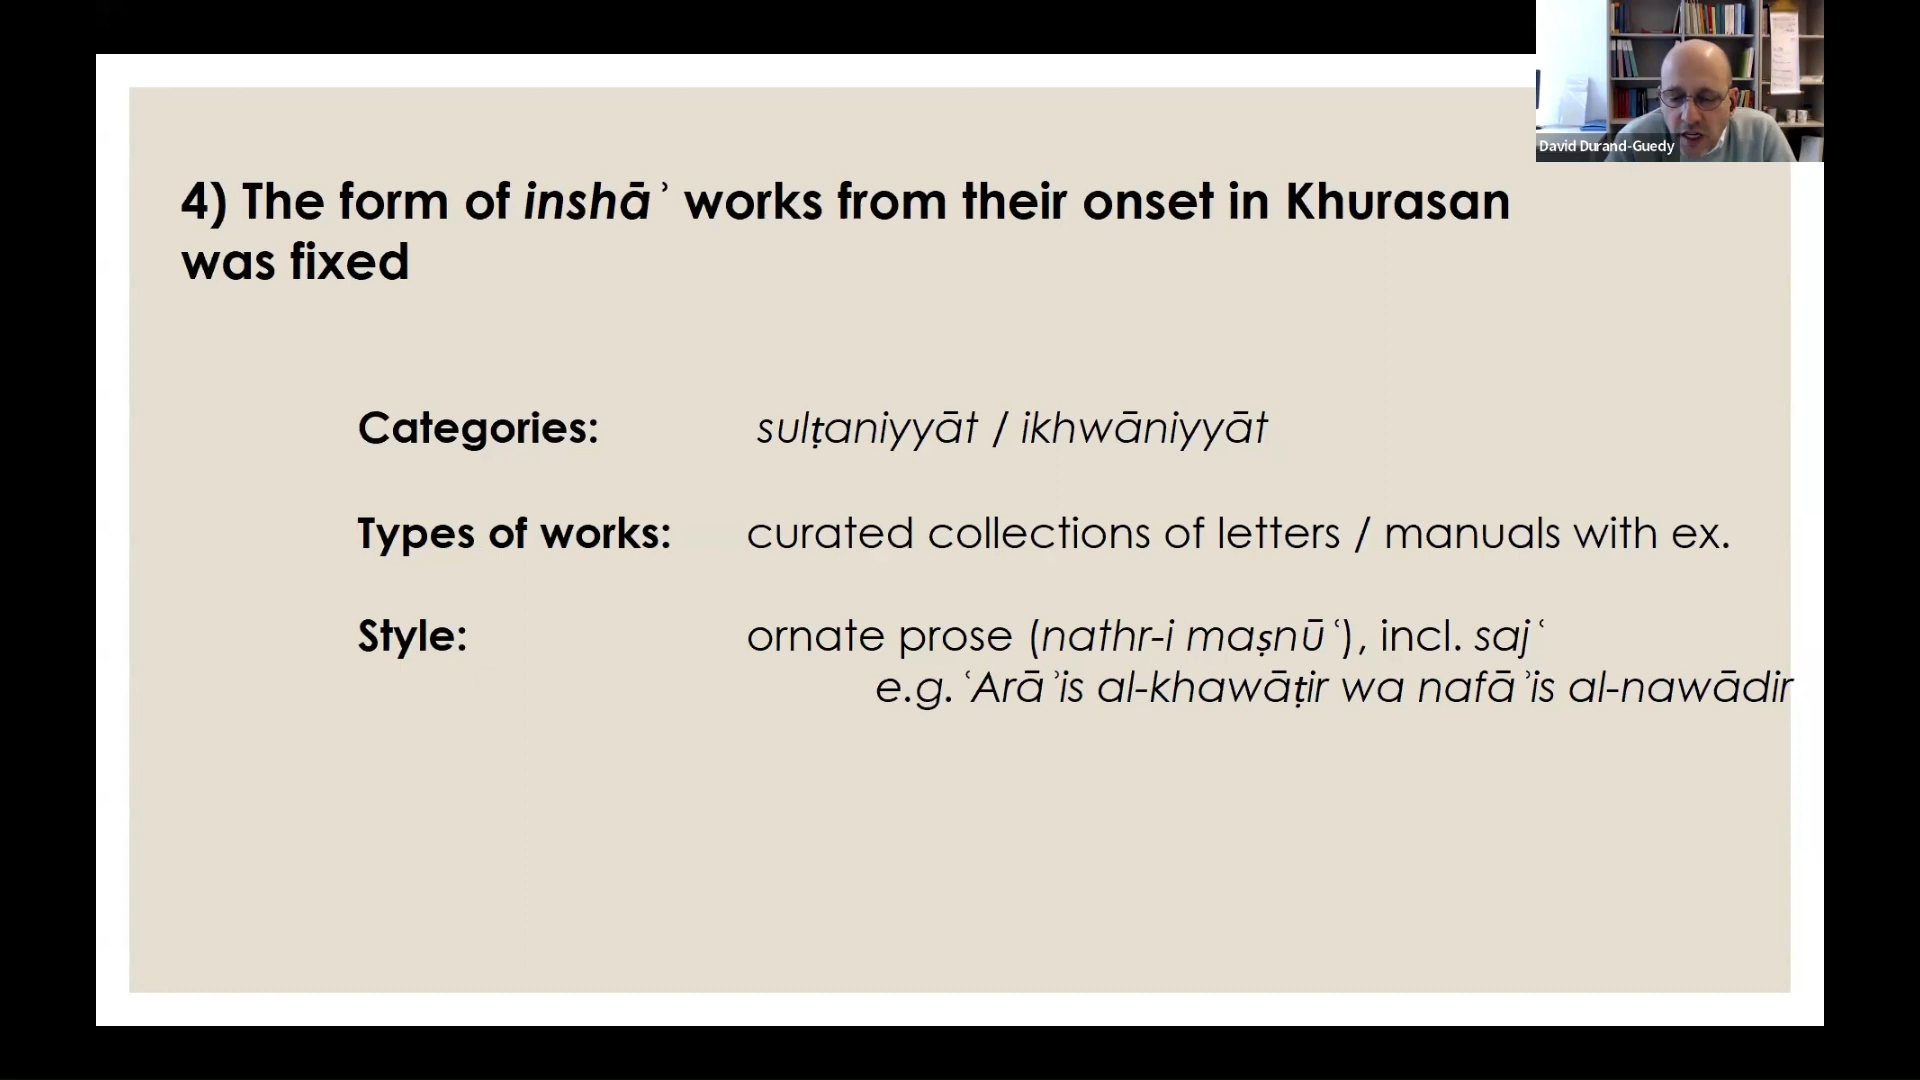 David Durand-Guedy
4) The form of inshāʾ works from their onset in Khurasan
was fixed
Categories: sulṭaniyyāt / ikhwāniyyāt
Types of works: curated collections of letters / manuals with ex.
Style: ornate prose (nathr-i maṣnūʿ), incl. sajʿ
e.g. ʿArāʾis al-khawāṭir wa nafāʾis al-nawādir